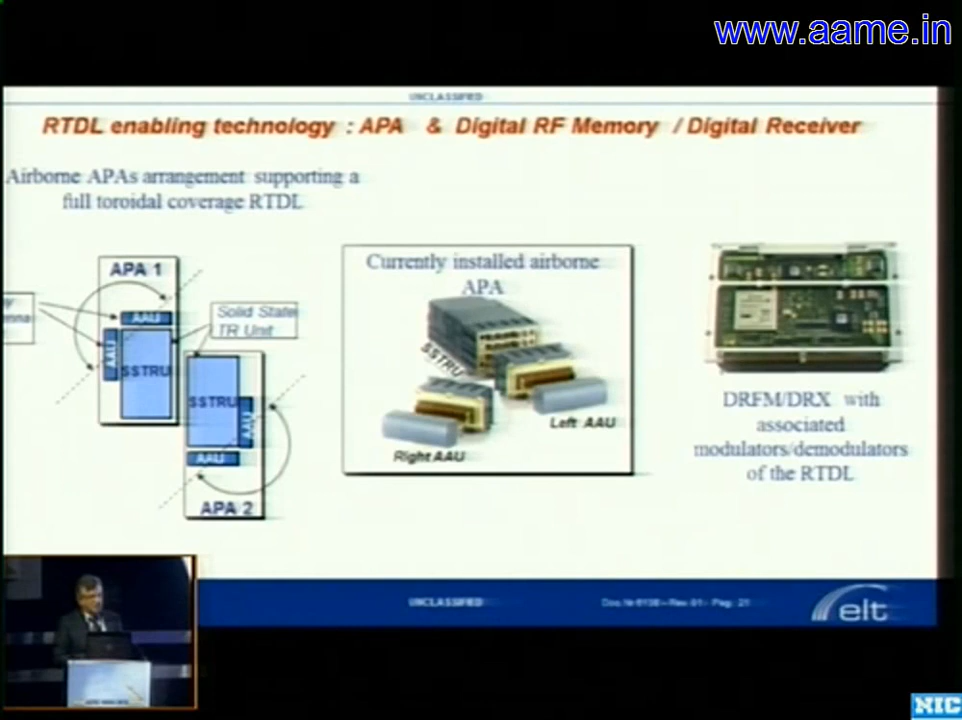 www.aame.in
UNCLASSIFIED
RTDL enabling technology : APA & Digital RF Memory / Digital Receiver
Airborne APAs arrangement supporting a
full toroidal coverage RTDL
APA 1
AAU
AAU
SSTRU
Solid State
TR Unit
SSTRU
AAU
AAU
APA 2
Currently installed airborne
APA
SSTRU
Left AAU
Right AAU
DRFM/DRX with
associated
modulators/demodulators
of the RTDL
UNCLASSIFIED
elt
NIC